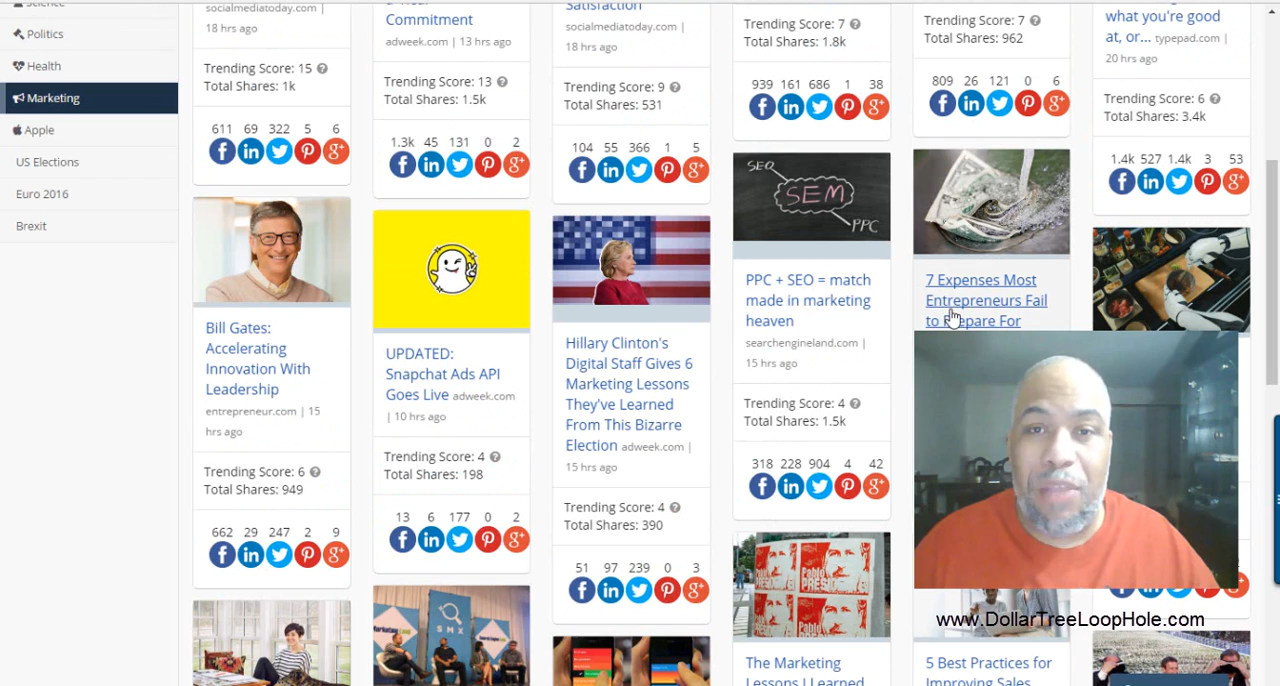 Politics
Health
Marketing
Apple
US Elections
Euro 2016
Brexit
socialmediatoday.com |
18 hrs ago
Trending Score: 15
Total Shares: 1k
611 69 322 5 6
Bill Gates:
Accelerating
Innovation With
Leadership
entrepreneur.com | 15
hrs ago
Trending Score: 6
Total Shares: 949
662 29 247 2 9
Commitment
adweek.com | 13 hrs ago
Trending Score: 13
Total Shares: 1.5k
1.3k 45 131 0 2
UPDATED:
Snapchat Ads API
Goes Live adweek.com
| 10 hrs ago
Trending Score: 4
Total Shares: 198
13 6 177 0 2
SMX
Satisfaction
socialmediatoday.com |
18 hrs ago
Trending Score: 9
Total Shares: 531
104 55 366 1 5
Hillary Clinton's
Digital Staff Gives 6
Marketing Lessons
They've Learned
From This Bizarre
Election adweek.com |
15 hrs ago
Trending Score: 4
Total Shares: 390
51 97 239 0 3
Trending Score: 7
Total Shares: 1.8k
939 161 686 1 38
SEO
SEM
PPC
PPC + SEO = match
made in marketing
heaven
searchengineland.com |
15 hrs ago
Trending Score: 4
Total Shares: 1.5k
318 228 904 4 42
The Marketing
Lessons I Learned
Trending Score: 7
Total Shares: 962
809 26 121 0 6
7 Expenses Most
Entrepreneurs Fail
to Prepare For
www.DollarTreeLoopHole.com
5 Best Practices for
Improving Sales
what you're good
at, or... typepad.com |
20 hrs ago
Trending Score: 6
Total Shares: 3.4k
1.4k 527 1.4k 3 53